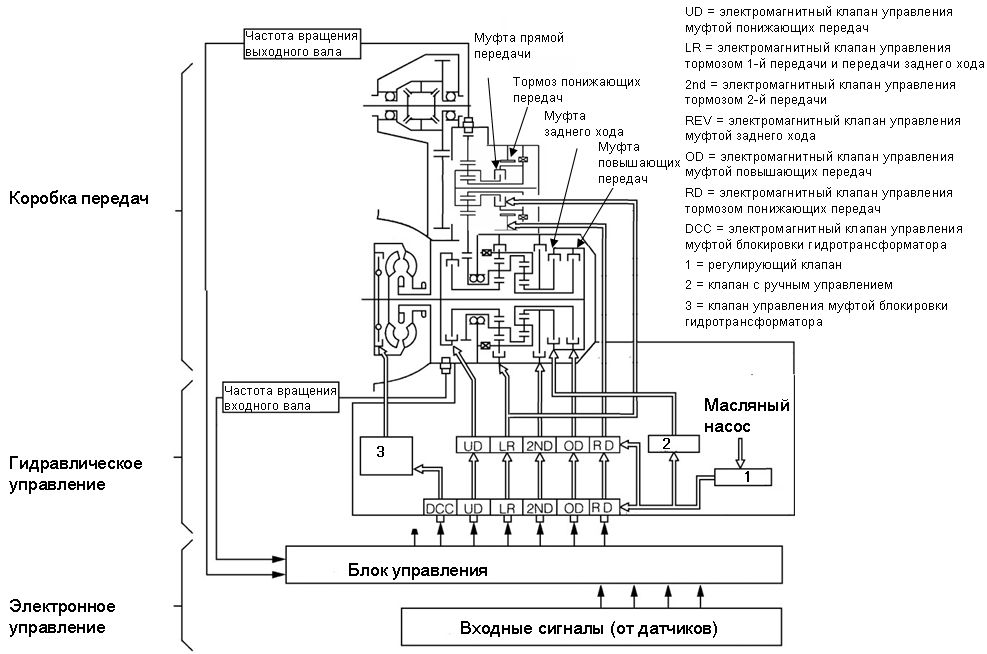 Частота вращения
выходного вала
Муфта прямой
передачи
Тормоз понижающих
передач
Муфта
заднего хода
Муфта
повышающих
передач
UD = электромагнитный клапан управления
муфтой понижающих передач
LR = электромагнитный клапан управления
тормозом 1-й передачи и передачи заднего хода
2nd = электромагнитный клапан управления
тормозом 2-й передачи
REV = электромагнитный клапан управления
муфтой заднего хода
OD = электромагнитный клапан управления
муфтой повышающих передач
RD = электромагнитный клапан управления
тормозом понижающих передач
DCC = электромагнитный клапан управления
муфтой блокировки гидротрансформатора
1 = регулирующий клапан
2 = клапан с ручным управлением
3 = клапан управления муфтой блокировки
гидротрансформатора
Коробка передач
Частота вращения
входного вала
Масляный
насос
Гидравлическое
управление
3
UD LR 2ND OD RD
2
1
DCC UD LR 2ND OD RD
Блок управления
Электронное
управление
Входные сигналы (от датчиков)